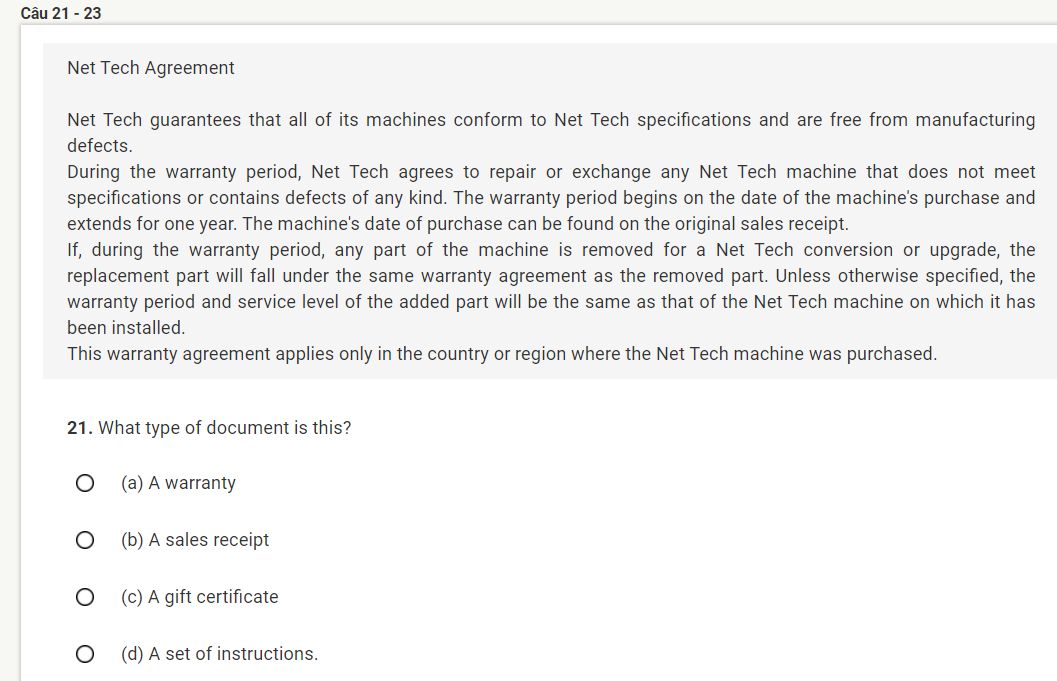 Câu 21 - 23
Net Tech Agreement
Net Tech guarantees that all of its machines conform to Net Tech specifications and are free from manufacturing
defects.
During the warranty period, Net Tech agrees to repair or exchange any Net Tech machine that does not meet
specifications or contains defects of any kind. The warranty period begins on the date of the machine's purchase and
extends for one year. The machine's date of purchase can be found on the original sales receipt.
If, during the warranty period, any part of the machine is removed for a Net Tech conversion or upgrade, the
replacement part will fall under the same warranty agreement as the removed part. Unless otherwise specified, the
warranty period and service level of the added part will be the same as that of the Net Tech machine on which it has
been installed.
This warranty agreement applies only in the country or region where the Net Tech machine was purchased.
21. What type of document is this?
(a) A warranty
(b) A sales receipt
(c) A gift certificate
(d) A set of instructions.